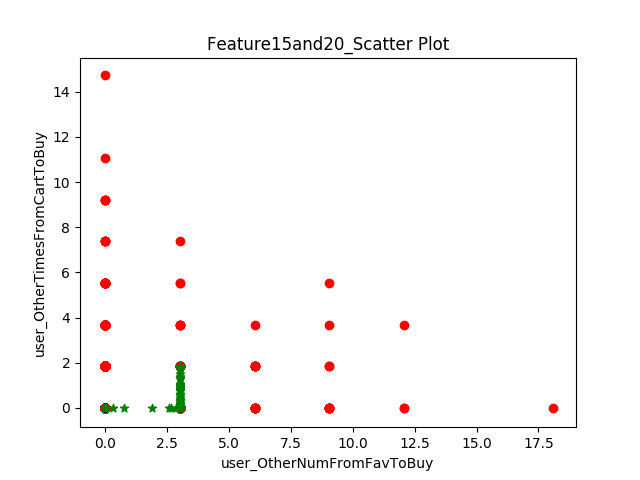 Feature15and20_Scatter Plot
user_OtherTimesFromCartToBuy
14
12
10
8
6
4
2
0
0.0 2.5 5.0 7.5 10.0 12.5 15.0 17.5
user_OtherNumFromFavToBuy